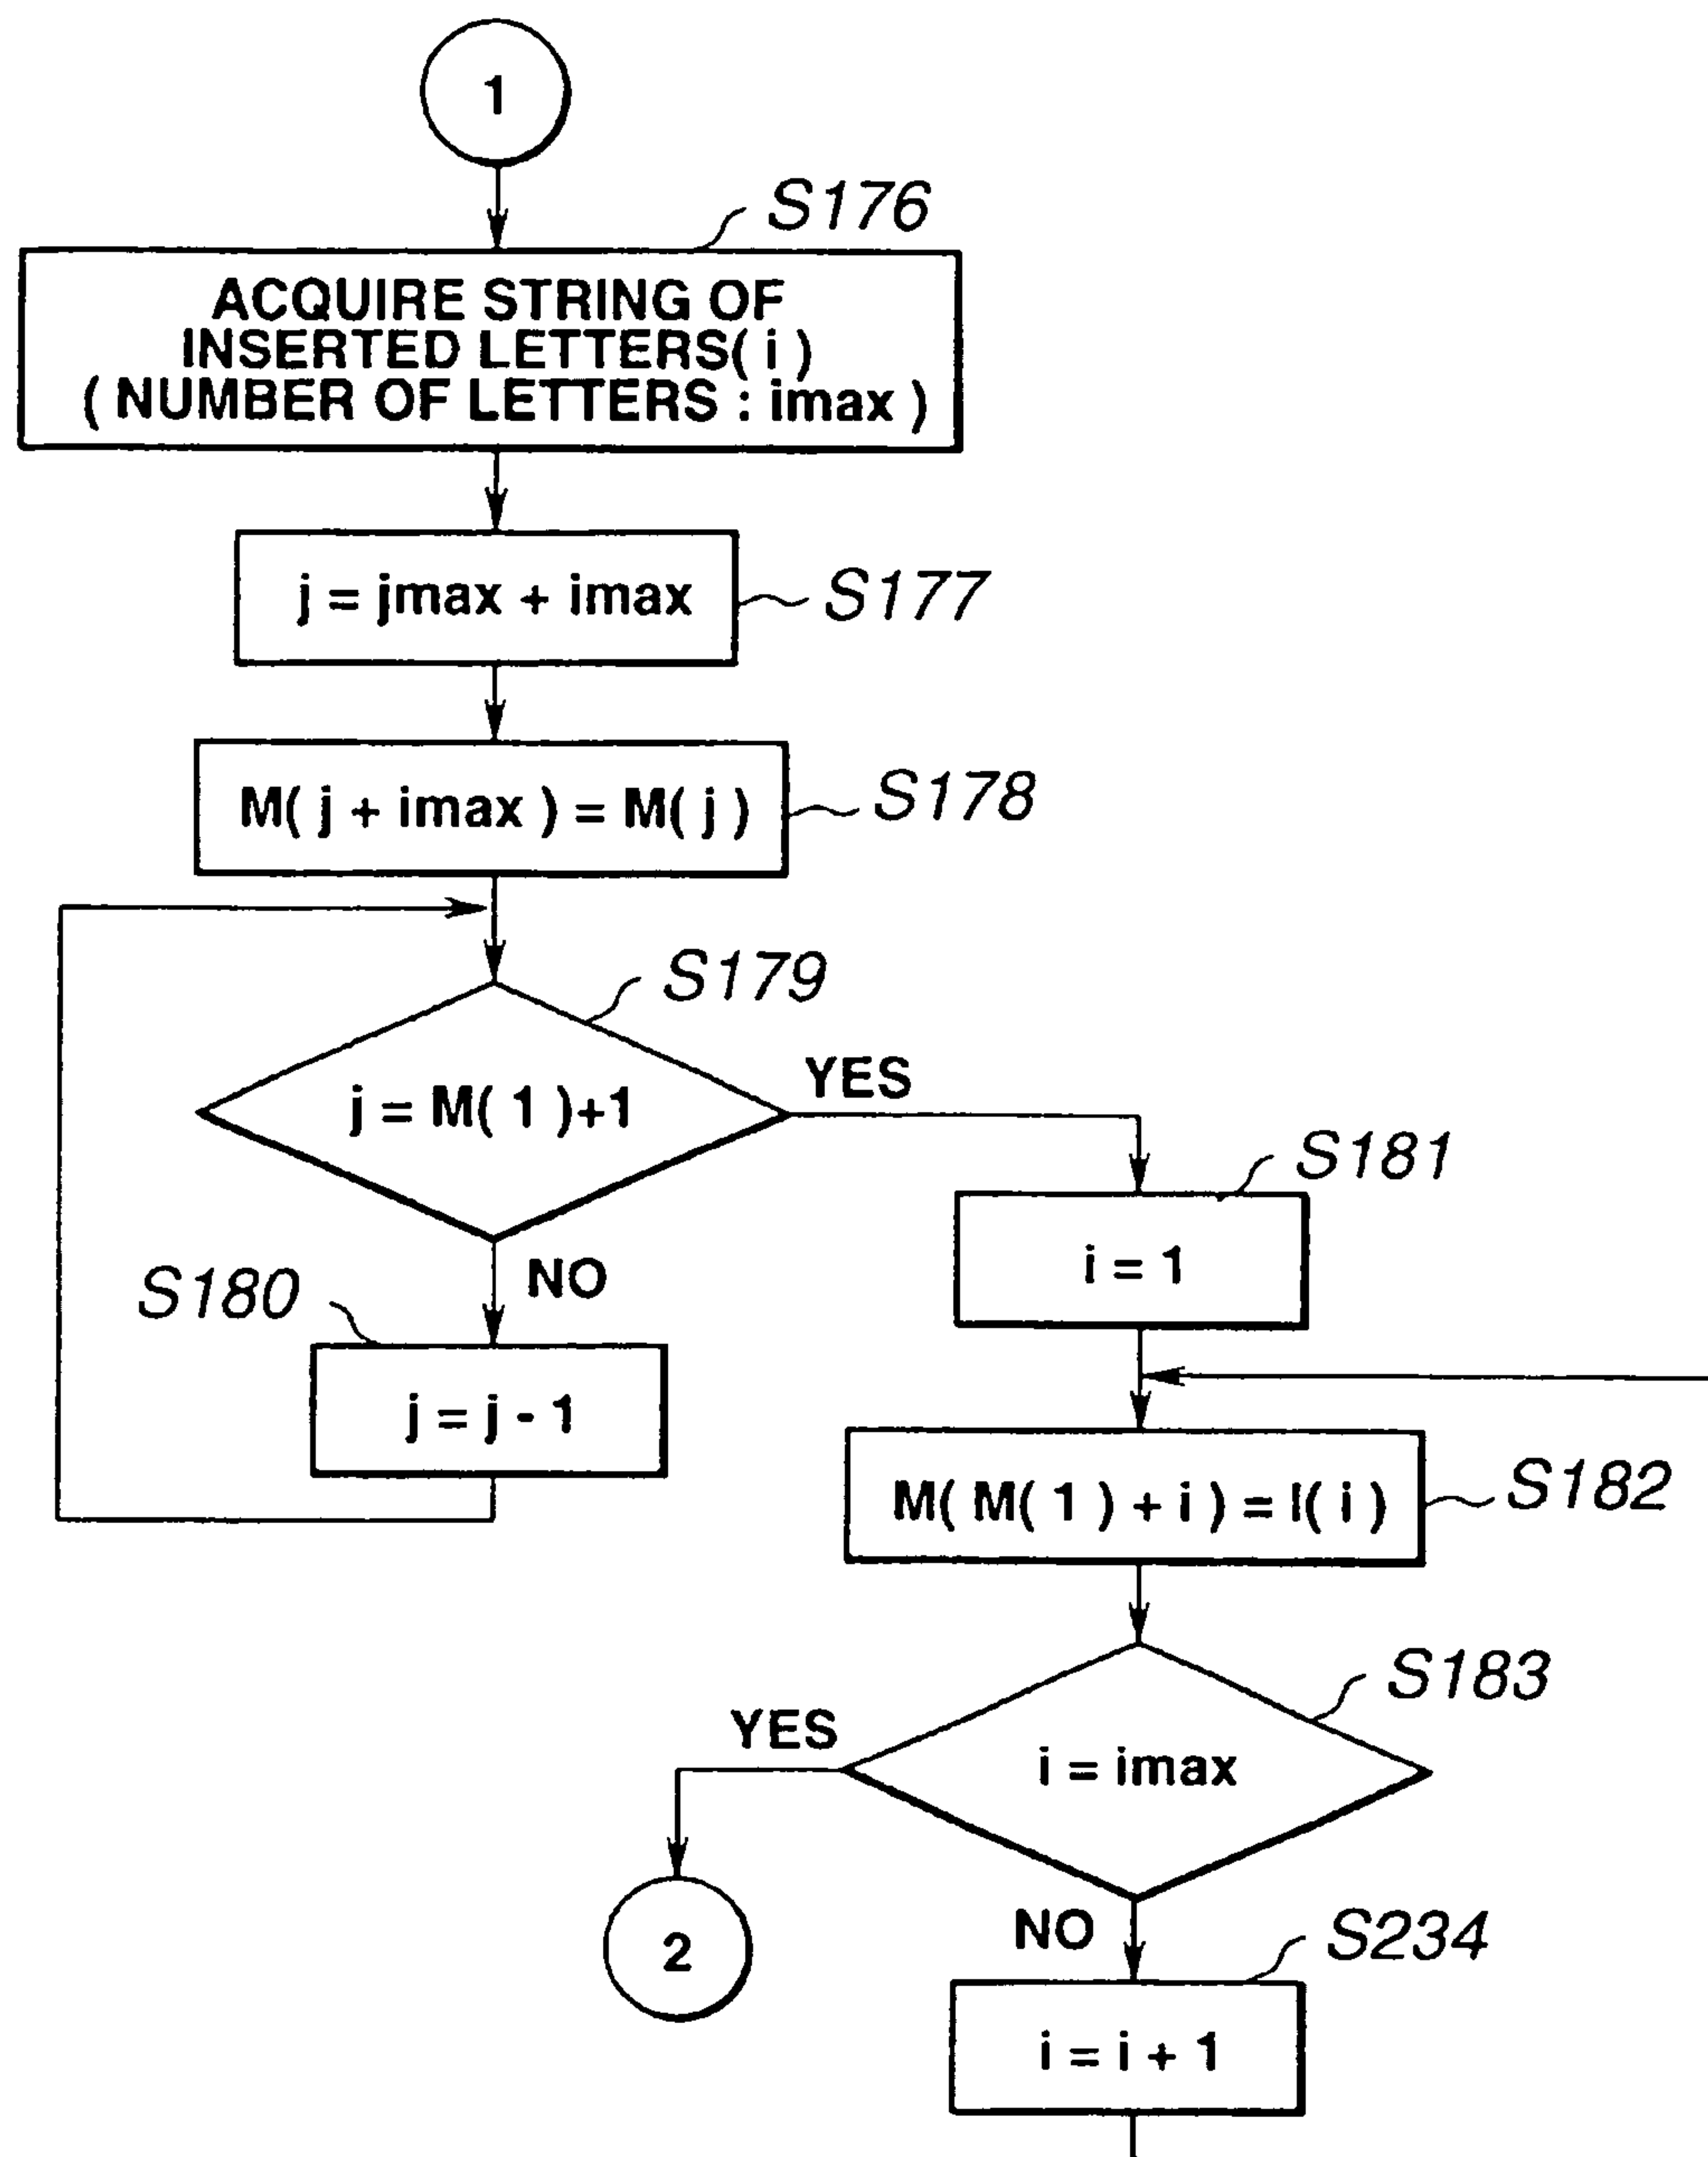 1
S176
ACQUIRE STRING OF
INSERTED LETTERS( i )
( NUMBER OF LETTERS : imax )
j = jmax + imax
S177
M( j + imax ) = M( j )
S178
S179
j = M( 1 )+1
YES
NO
S180
j = j - 1
S181
i = 1
M( M( 1 ) + i ) = I( i )
S182
S183
i = imax
YES
2
NO
S234
i = i + 1